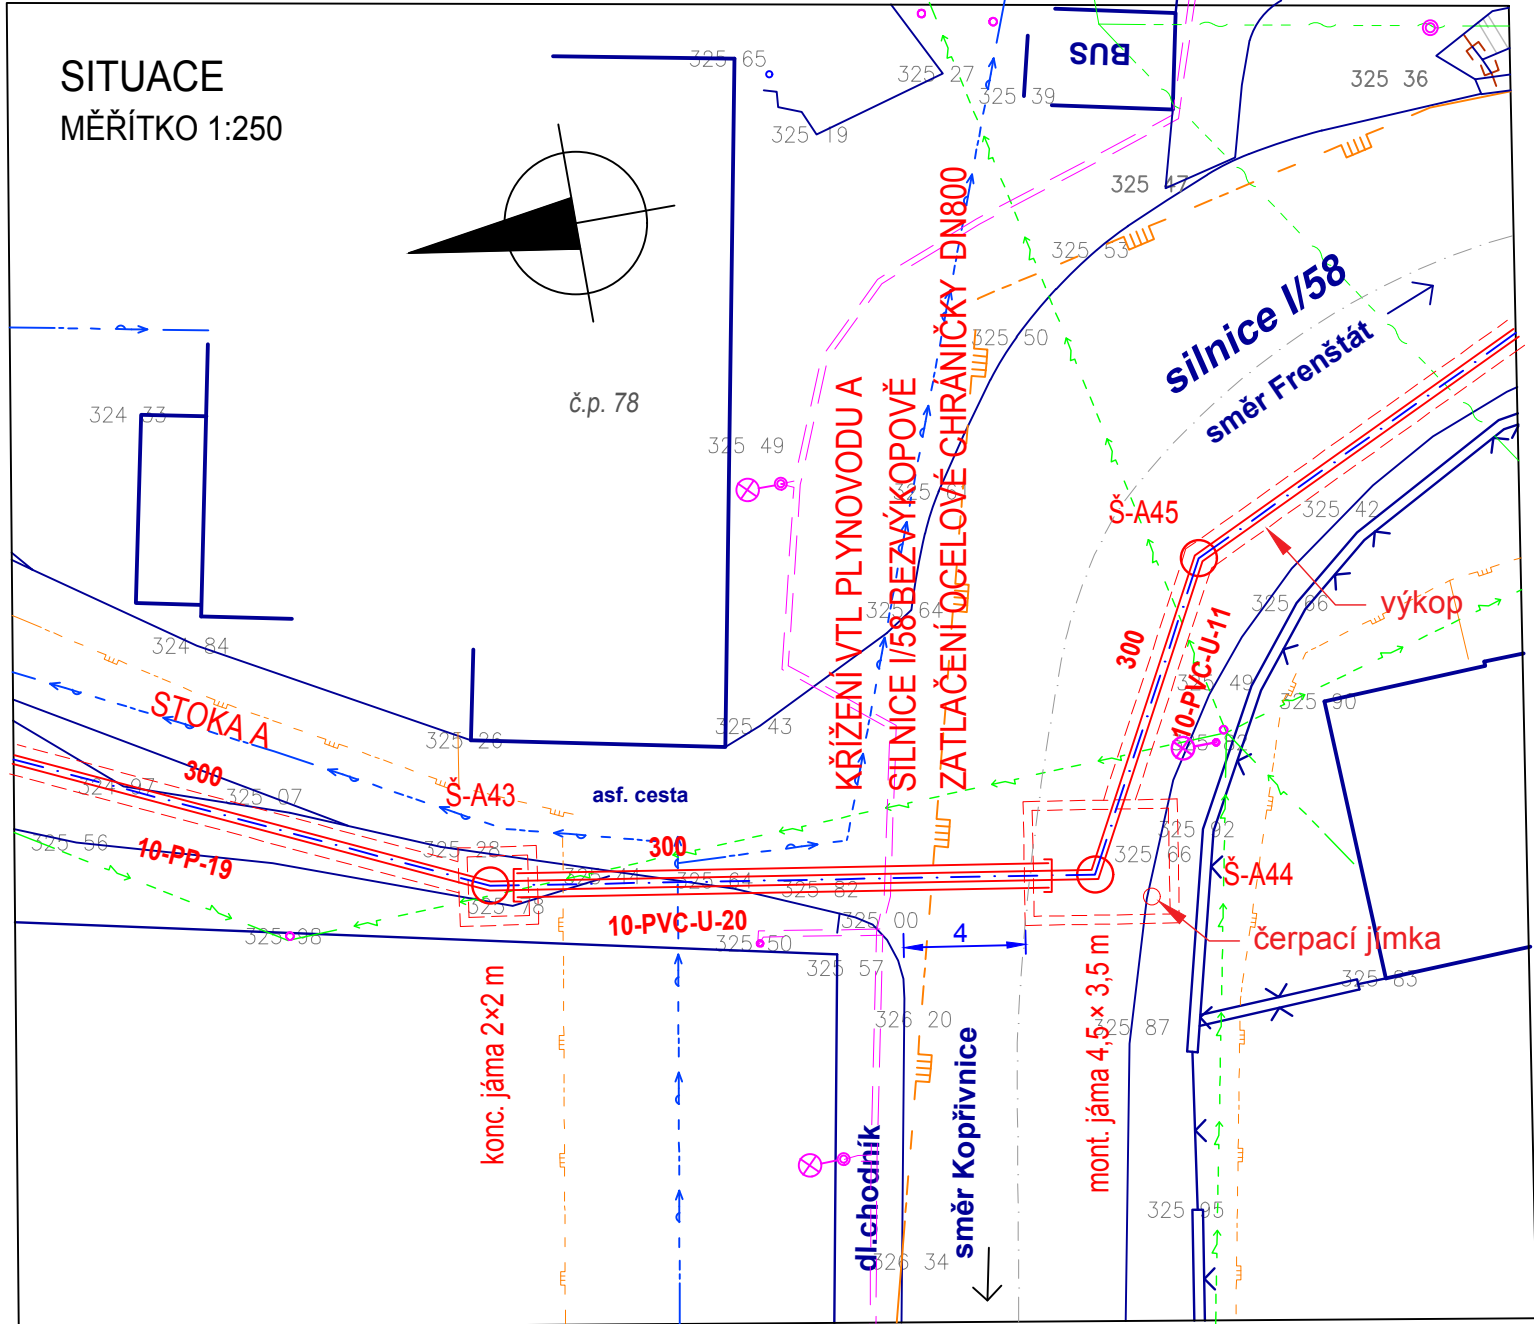 SITUACE
MĚŘÍTKO 1:250
325 65
325 27
325 39
BUS
325 36
325 19
325 47
325 53
325 50
silnice I/58
směr Frenštát
č.p. 78
324 33
325 49
KŘÍŽENÍ VTL PLYNOVODU A
SILNICE I/58 BEZVÝKOPOVĚ
ZATLAČENÍ OCELOVÉ CHRÁNIČKY DN800
Š-A45
325 42
325 64
325 66
výkop
324 84
300
10-PVC-U-11
325 49
325 90
STOKA A
325 26
325 43
300
324 97
325 07
Š-A43
asf. cesta
325 92
325 56
10-PP-19
325 28
300
325 66
Š-A44
325 44
325 64
325 82
325 78
10-PVC-U-20
325 00
325 98
325 50
4
čerpací jímka
325 57
325 83
konc. jáma 2×2 m
326 20
mont. jáma 4,5 × 3,5 m
325 87
dl.chodník
směr Kopřivnice
325 95
326 34